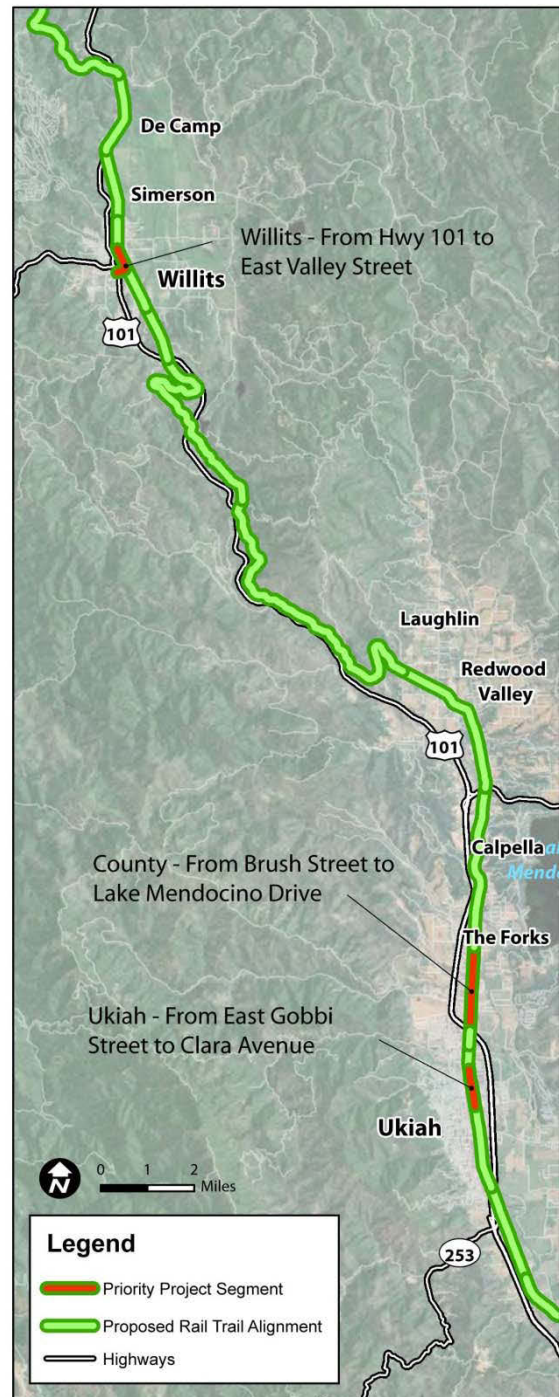 De Camp
Simerson
Willits - From Hwy 101 to
East Valley Street
Willits
101
Laughlin
Redwood
Valley
101
Calpella
County - From Brush Street to
Lake Mendocino Drive
The Forks
Ukiah - From East Gobbi
Street to Clara Avenue
Ukiah
N
0 1 2
Miles
253
Legend
Priority Project Segment
Proposed Rail Trail Alignment
Highways